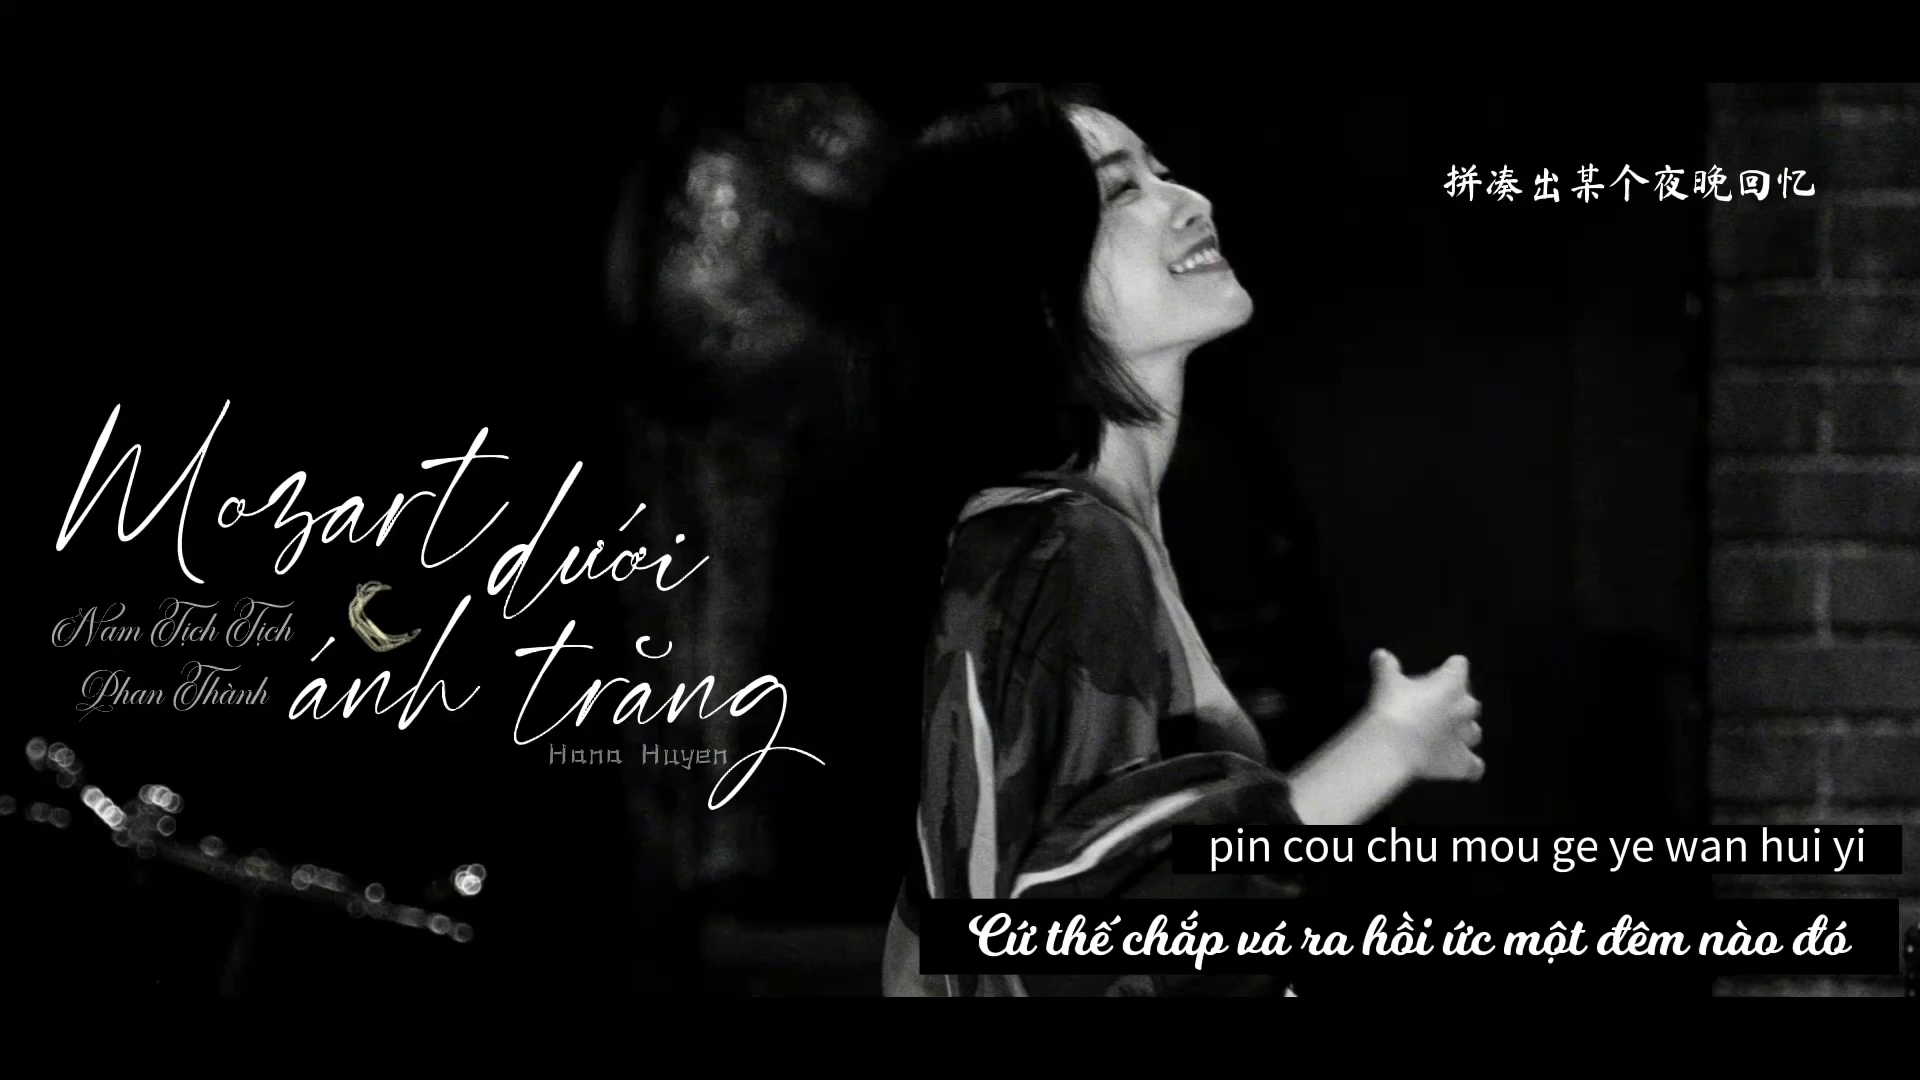 拼凑出某个夜晚回忆
Mozart dưới
ánh trăng
Nam Tịch Tịch
Phan Thành
Hana Huyen
pin cou chu mou ge ye wan hui yi
Cứ thế chắp vá ra hồi ức một đêm nào đó